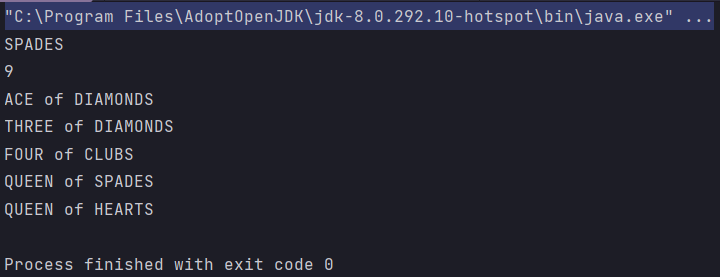 "C:\Program Files\AdoptOpenJDK\jdk-8.0.292.10-hotspot\bin\java.exe" ...
SPADES
9
ACE of DIAMONDS
THREE of DIAMONDS
FOUR of CLUBS
QUEEN of SPADES
QUEEN of HEARTS
Process finished with exit code 0